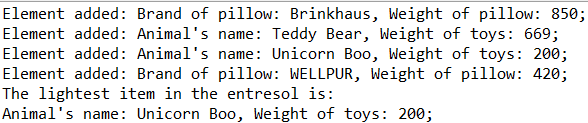 Element added: Brand of pillow: Brinkhaus, Weight of pillow: 850;
Element added: Animal's name: Teddy Bear, Weight of toys: 669;
Element added: Animal's name: Unicorn Boo, Weight of toys: 200;
Element added: Brand of pillow: WELLPUR, Weight of pillow: 420;
The lightest item in the entresol is:
Animal's name: Unicorn Boo, Weight of toys: 200;